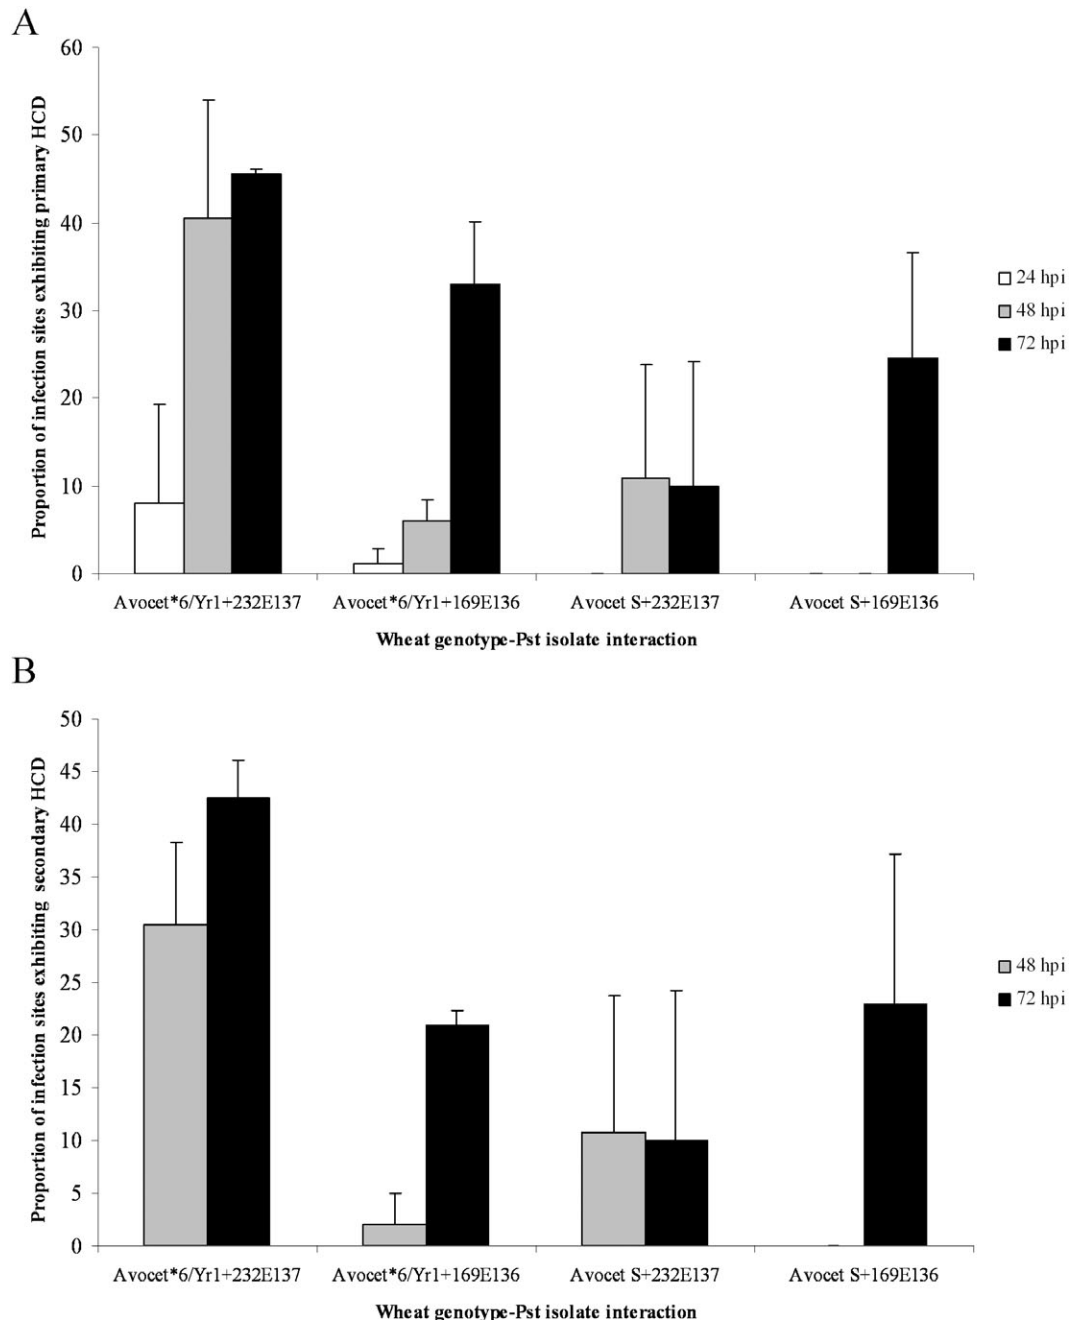 A
60
50
40
30
20
10
0
Proportion of infection sites exhibiting primary HCD
24 hpi
48 hpi
72 hpi
Avocet*6/Yr1+232E137 Avocet*6/Yr1+169E136 Avocet S+232E137 Avocet S+169E136
Wheat genotype-Pst isolate interaction
B
50
45
40
35
30
25
20
15
10
5
0
Proportion of infection sites exhibiting secondary HCD
48 hpi
72 hpi
Avocet*6/Yr1+232E137 Avocet*6/Yr1+169E136 Avocet S+232E137 Avocet S+169E136
Wheat genotype-Pst isolate interaction